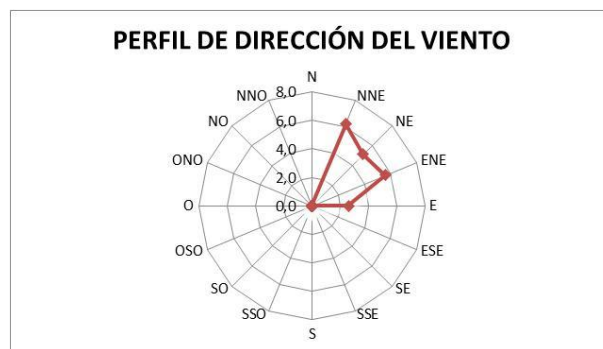 PERFIL DE DIRECCIÓN DEL VIENTO
N
NNO 8,0 NNE
NO 6,0 NE
4,0
ONO ENE
2,0
O 0,0 E
OSO ESE
SO SE
SSO SSE
S